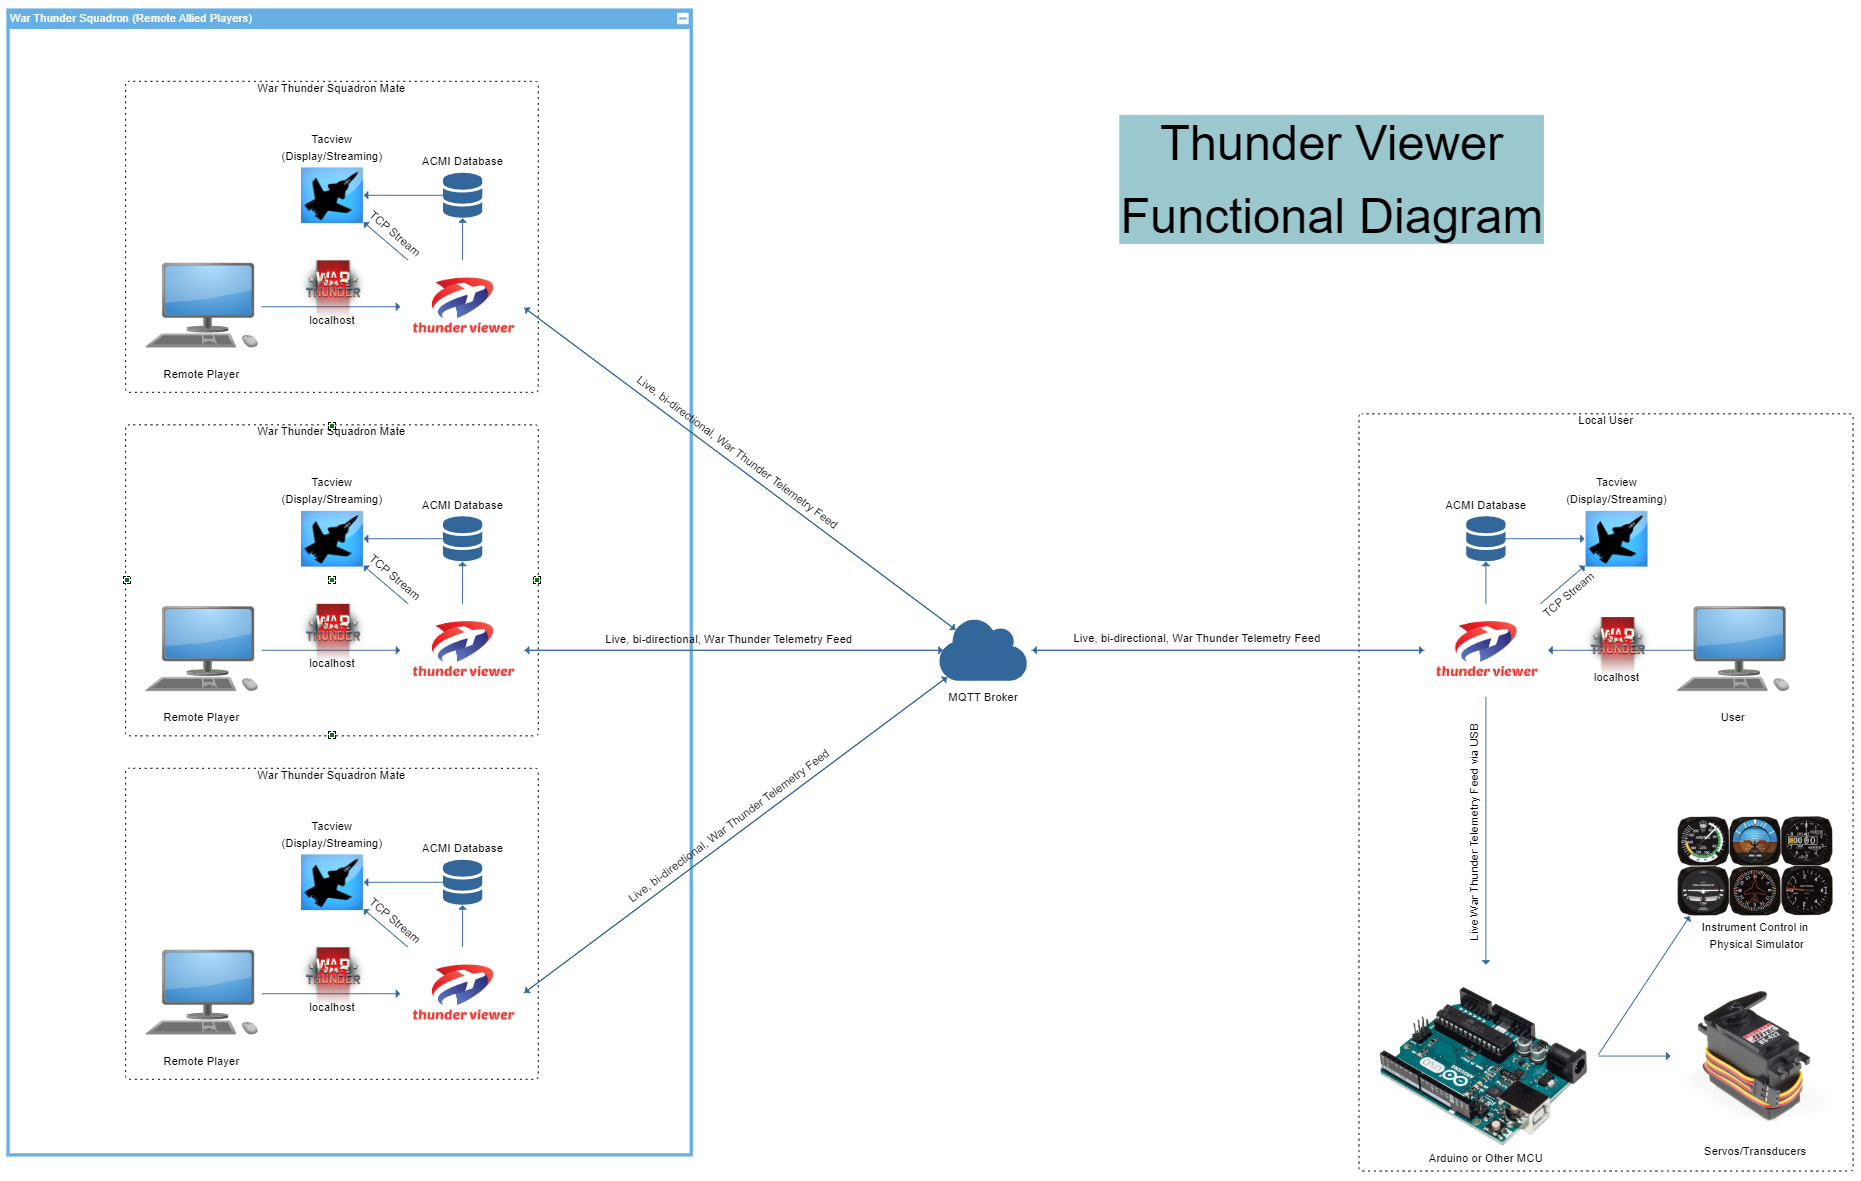 War Thunder Squadron (Remote Allied Players)
Thunder Viewer
Functional Diagram
War Thunder Squadron Mate
Tacview
(Display/Streaming)
ACMI Database
TCP Stream
WAR
THUNDER
localhost
thunder viewer
Remote Player
Live, bi-directional, War Thunder Telemetry Feed
War Thunder Squadron Mate
Tacview
(Display/Streaming)
ACMI Database
TCP Stream
WAR
THUNDER
localhost
thunder viewer
Remote Player
Live, bi-directional, War Thunder Telemetry Feed
War Thunder Squadron Mate
Tacview
(Display/Streaming)
ACMI Database
TCP Stream
WAR
THUNDER
localhost
thunder viewer
Remote Player
Live, bi-directional, War Thunder Telemetry Feed
MQTT Broker
Live, bi-directional, War Thunder Telemetry Feed
Local User
ACMI Database
Tacview
(Display/Streaming)
TCP Stream
thunder viewer
WAR
THUNDER
localhost
User
Live War Thunder Telemetry Feed via USB
Instrument Control in
Physical Simulator
UNO
ARDUINO
Arduino or Other MCU
Servos/Transducers